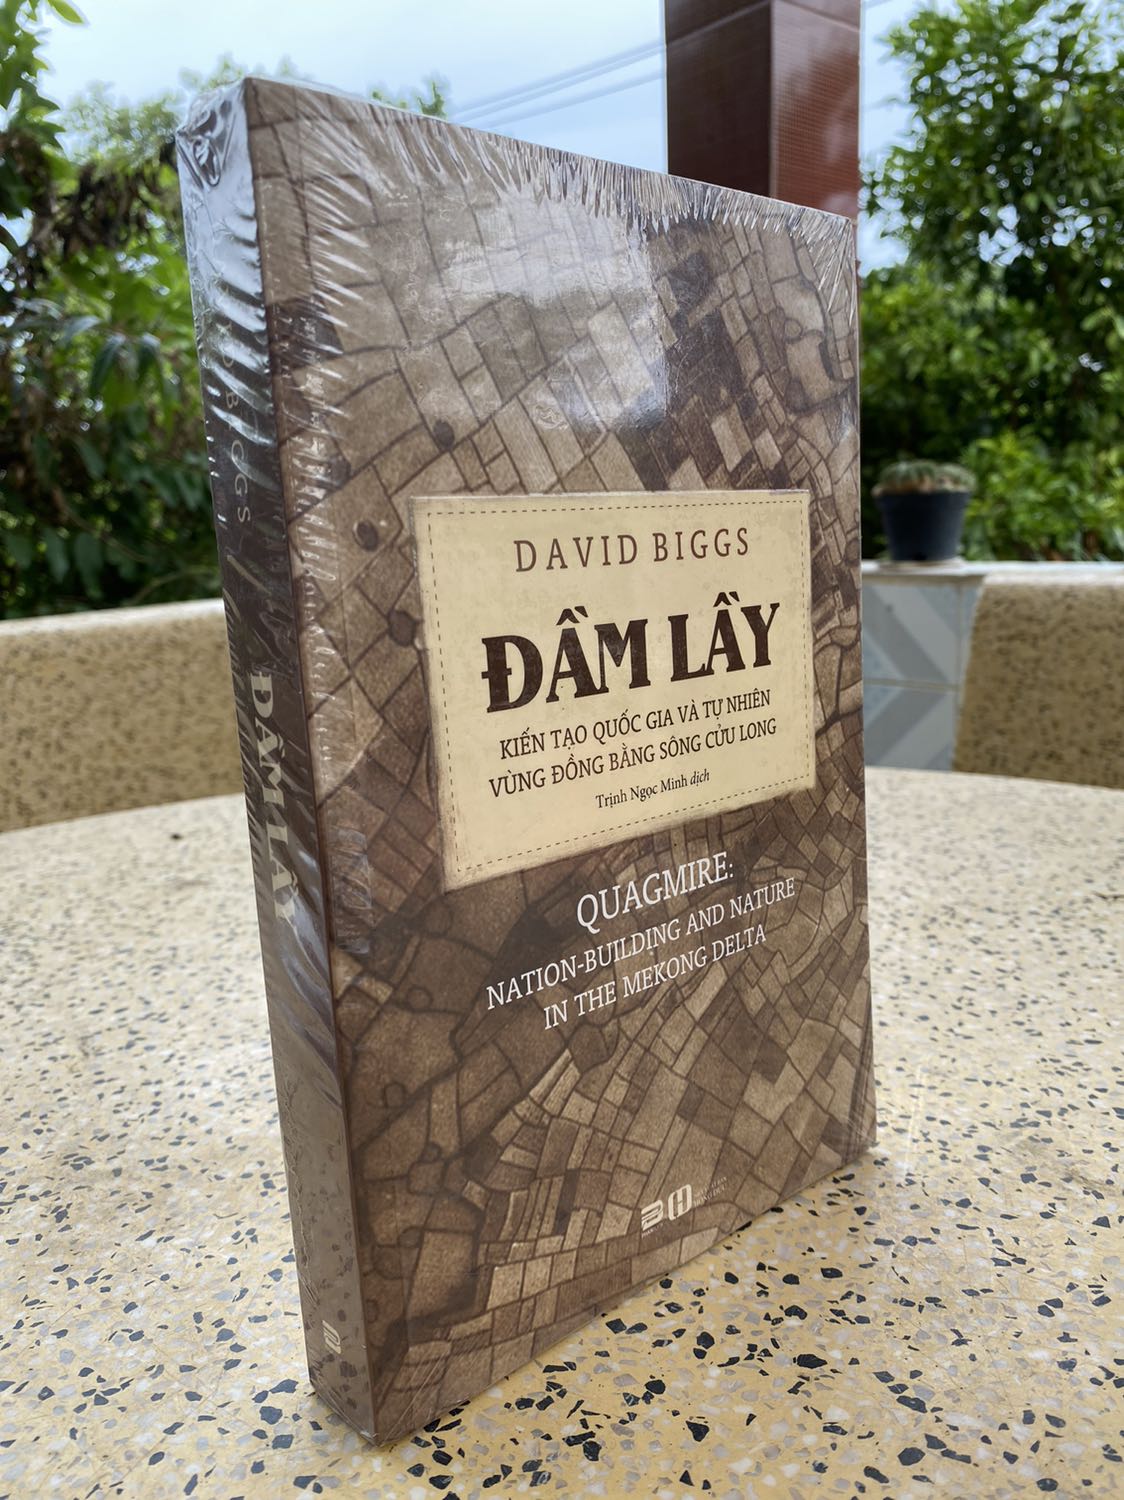 DAVID BIGGS
ĐẦM LẦY
KIẾN TẠO QUỐC GIA VÀ TỰ NHIÊN
VÙNG ĐỒNG BẰNG SÔNG CỬU LONG
Trịnh Ngọc Minh dịch
QUAGMIRE:
NATION-BUILDING AND NATURE
IN THE MEKONG DELTA
BIGGS
ĐẦM LẦY